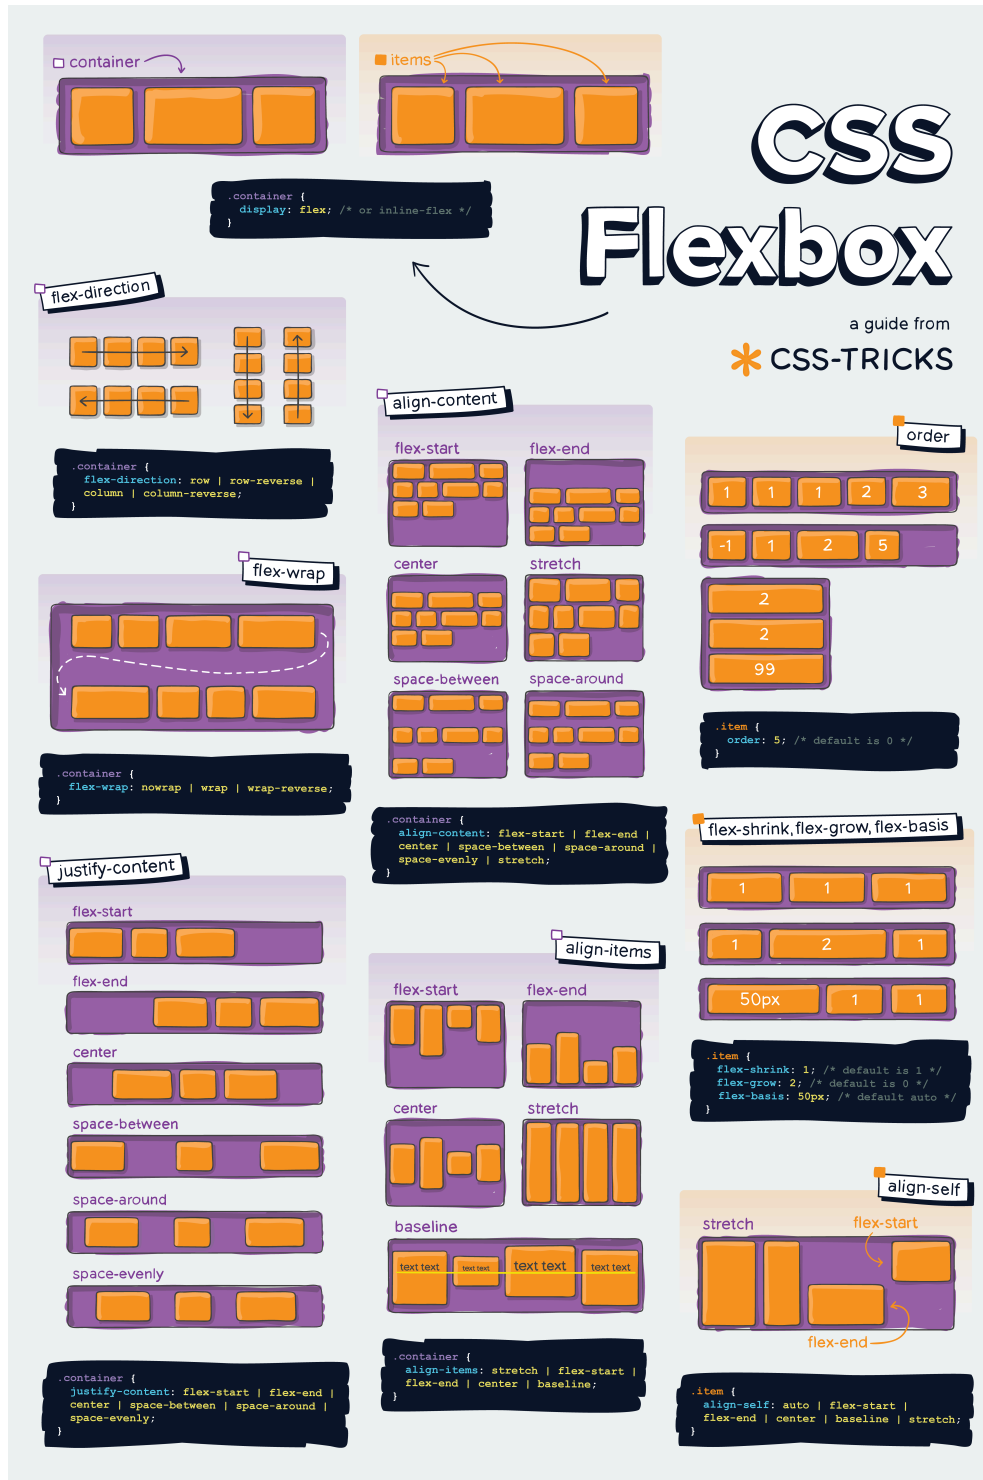 container
items
CSS
Flexbox
a guide from
CSS-TRICKS
.container {
display: flex; /* or inline-flex */
}
flex-direction
.container {
flex-direction: row | row-reverse |
column | column-reverse;
}
flex-wrap
.container {
flex-wrap: nowrap | wrap | wrap-reverse;
}
justify-content
flex-start
flex-end
center
space-between
space-around
space-evenly
.container {
justify-content: flex-start | flex-end |
center | space-between | space-around |
space-evenly;
}
align-content
flex-start flex-end
center stretch
space-between space-around
.container {
align-content: flex-start | flex-end |
center | space-between | space-around |
space-evenly | stretch;
}
align-items
flex-start flex-end
center stretch
baseline
text text text text text text text text
.container {
align-items: stretch | flex-start |
flex-end | center | baseline;
}
order
1 1 1 2 3
-1 1 2 5
2
2
99
.item {
order: 5; /* default is 0 */
}
flex-shrink, flex-grow, flex-basis
1 1 1
1 2 1
50px 1 1
.item {
flex-shrink: 1; /* default is 1 */
flex-grow: 2; /* default is 0 */
flex-basis: 50px; /* default auto */
}
align-self
stretch flex-start
flex-end
.item {
align-self: auto | flex-start |
flex-end | center | baseline | stretch;
}